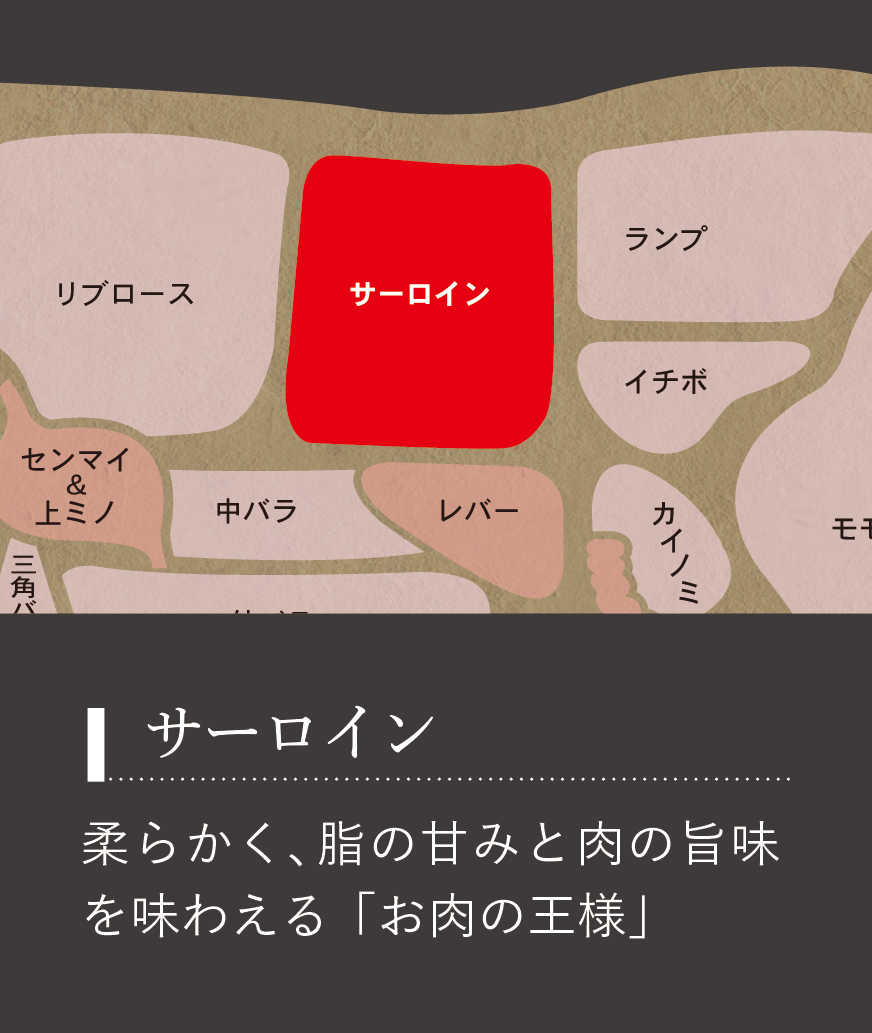 ランプ
リブロース
サーロイン
イチボ
センマイ
&
上ミノ
中バラ
レバー
カイノミ
三角バ
サーロイン
柔らかく、脂の甘みと肉の旨味
を味わえる「お肉の王様」